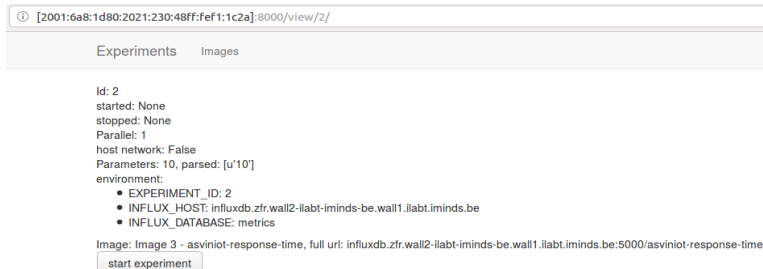 [2001:6a8:1d80:2021:230:48ff:fef1:1c2a]:8000/view/2/
Experiments Images
Id: 2
started: None
stopped: None
Parallel: 1
host network: False
Parameters: 10, parsed: [u'10']
environment:
• EXPERIMENT_ID: 2
• INFLUX_HOST: influxdb.zfr.wall2-ilabt-iminds-be.wall1.ilabt.iminds.be
• INFLUX_DATABASE: metrics
Image: Image 3 - asviniot-response-time, full url: influxdb.zfr.wall2-ilabt-iminds-be.wall1.ilabt.iminds.be:5000/asviniot-response-time
start experiment